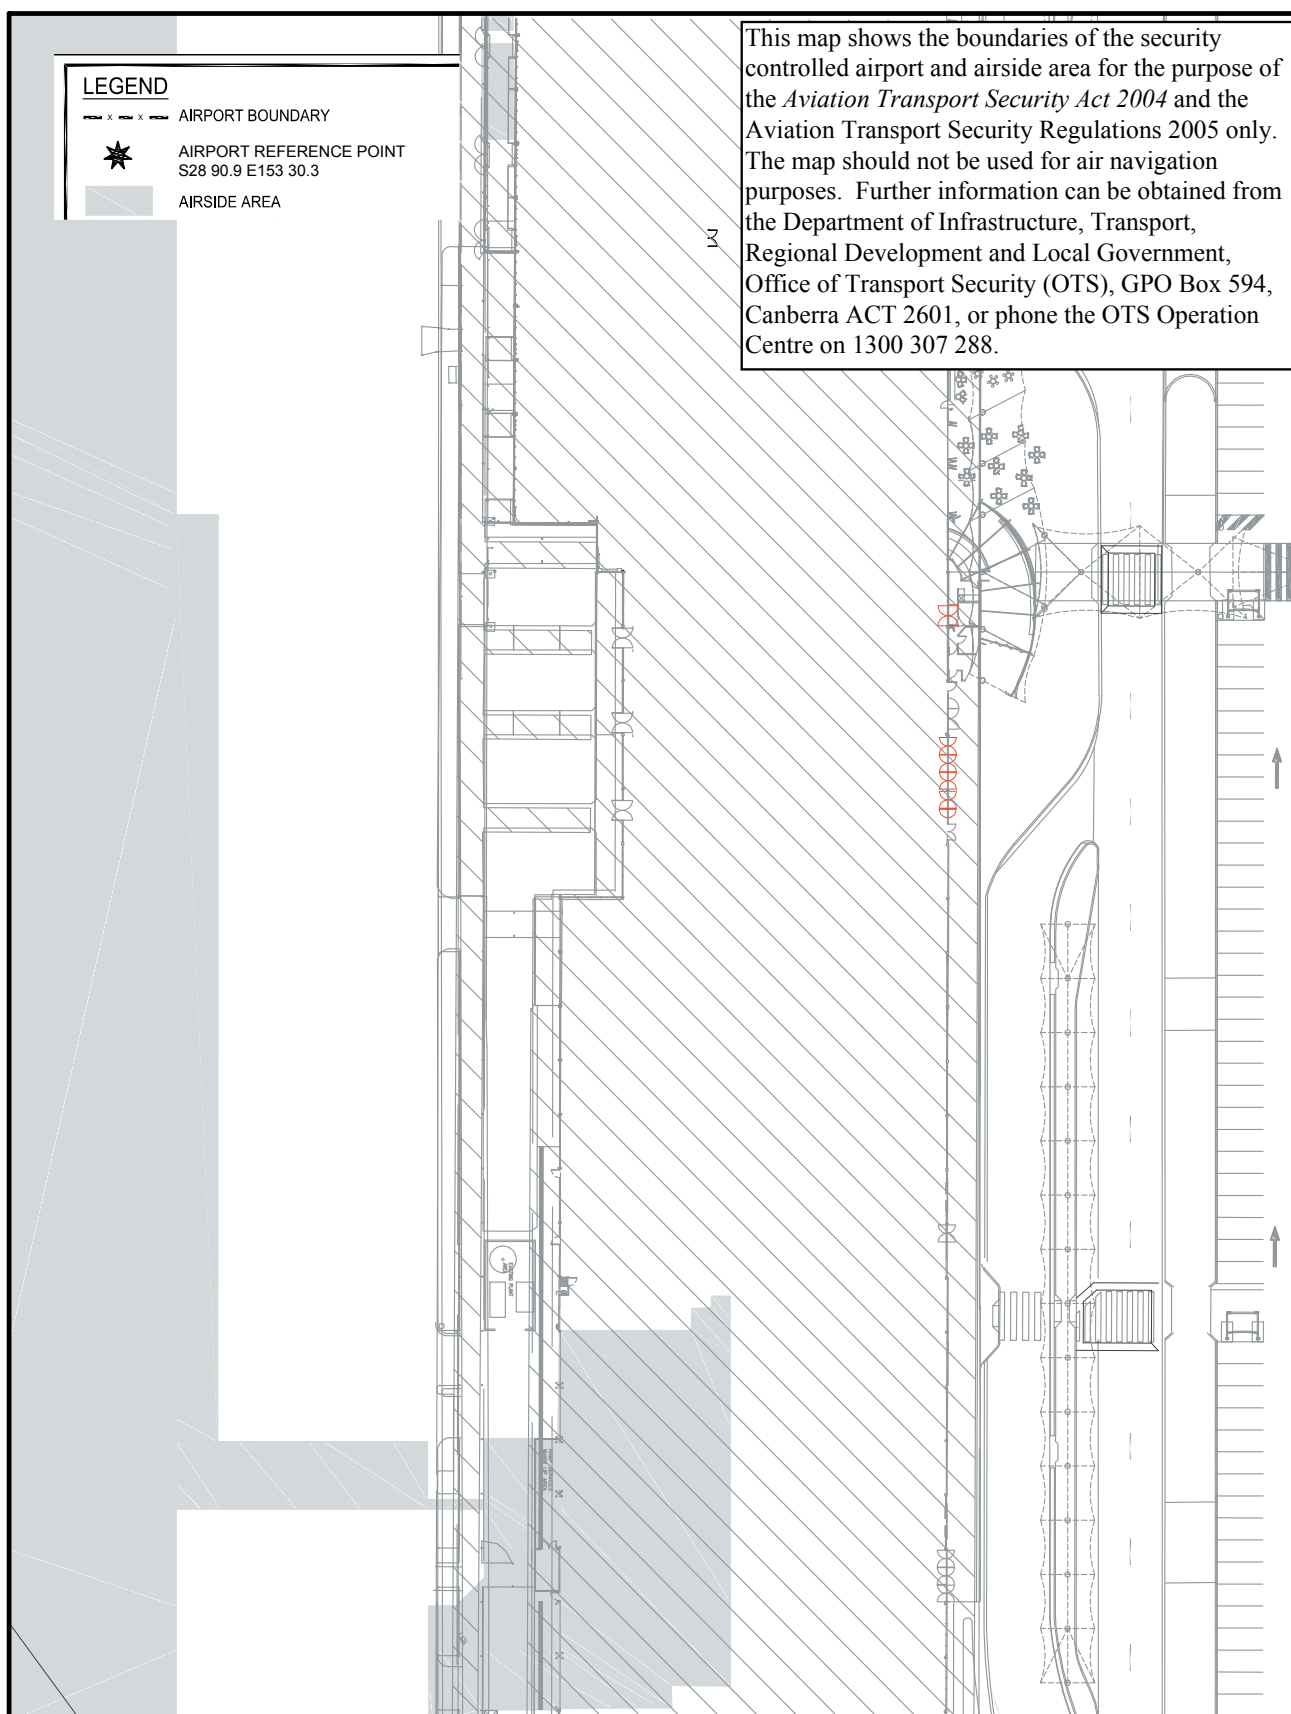 LEGEND
AIRPORT BOUNDARY
AIRPORT REFERENCE POINT
S28 90.9 E153 30.3
AIRSIDE AREA
This map shows the boundaries of the security
controlled airport and airside area for the purpose of
the Aviation Transport Security Act 2004 and the
Aviation Transport Security Regulations 2005 only.
The map should not be used for air navigation
purposes. Further information can be obtained from
the Department of Infrastructure, Transport,
Regional Development and Local Government,
Office of Transport Security (OTS), GPO Box 594,
Canberra ACT 2601, or phone the OTS Operation
Centre on 1300 307 288.